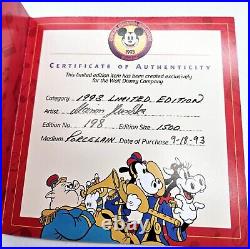 1993
CERTIFICATE OF AUTHENTICITY
This limited edition item has been created exclusively
for the Walt Disney Company
Category 1993 LIMITED EDITION
Artist
Edition No. 198 Edition Size 1500
Medium PORCELAIN Date of Purchase 9-18-93